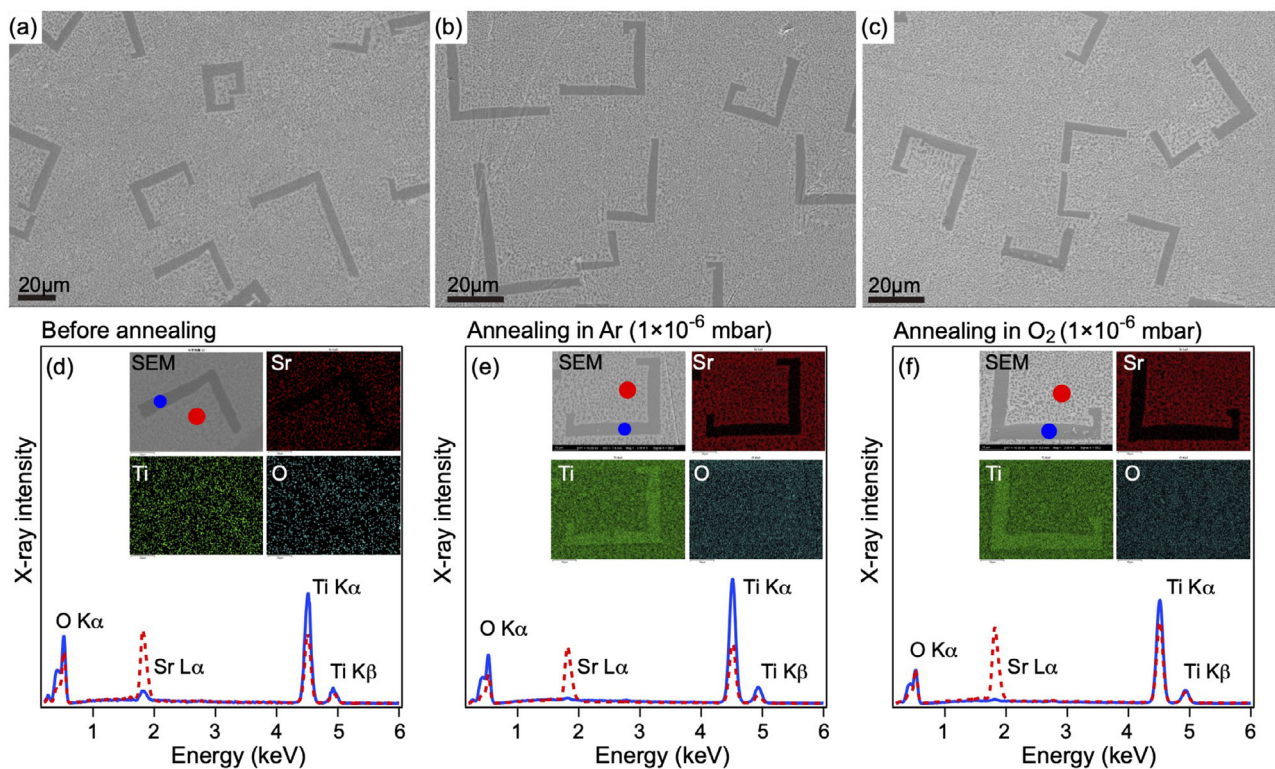 (a)
(b)
(c)
20μm
20μm
20μm
Before annealing
Annealing in Ar (1×10⁻⁶ mbar)
Annealing in O₂ (1×10⁻⁶ mbar)
(d)
SEM
Sr
Ti
O
X-ray intensity
O Kα
Sr Lα
Ti Kα
Ti Kβ
1
2
3
4
5
6
Energy (keV)
(e)
SEM
Sr
Ti
O
X-ray intensity
O Kα
Sr Lα
Ti Kα
Ti Kβ
1
2
3
4
5
6
Energy (keV)
(f)
SEM
Sr
Ti
O
X-ray intensity
O Kα
Sr Lα
Ti Kα
Ti Kβ
1
2
3
4
5
6
Energy (keV)